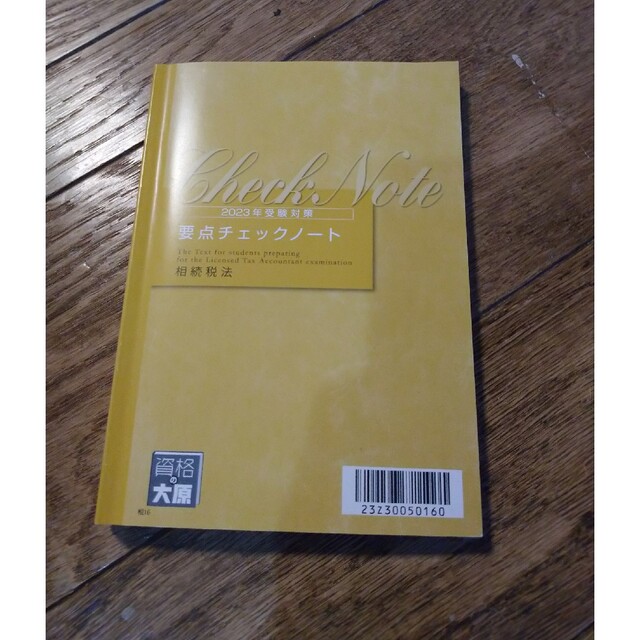 Check Note
2023年受験対策
要点チェックノート
The Text for students preparing
for the Licensed Tax Accountant examination
相続税法
資格
の
大原
23Z30050160